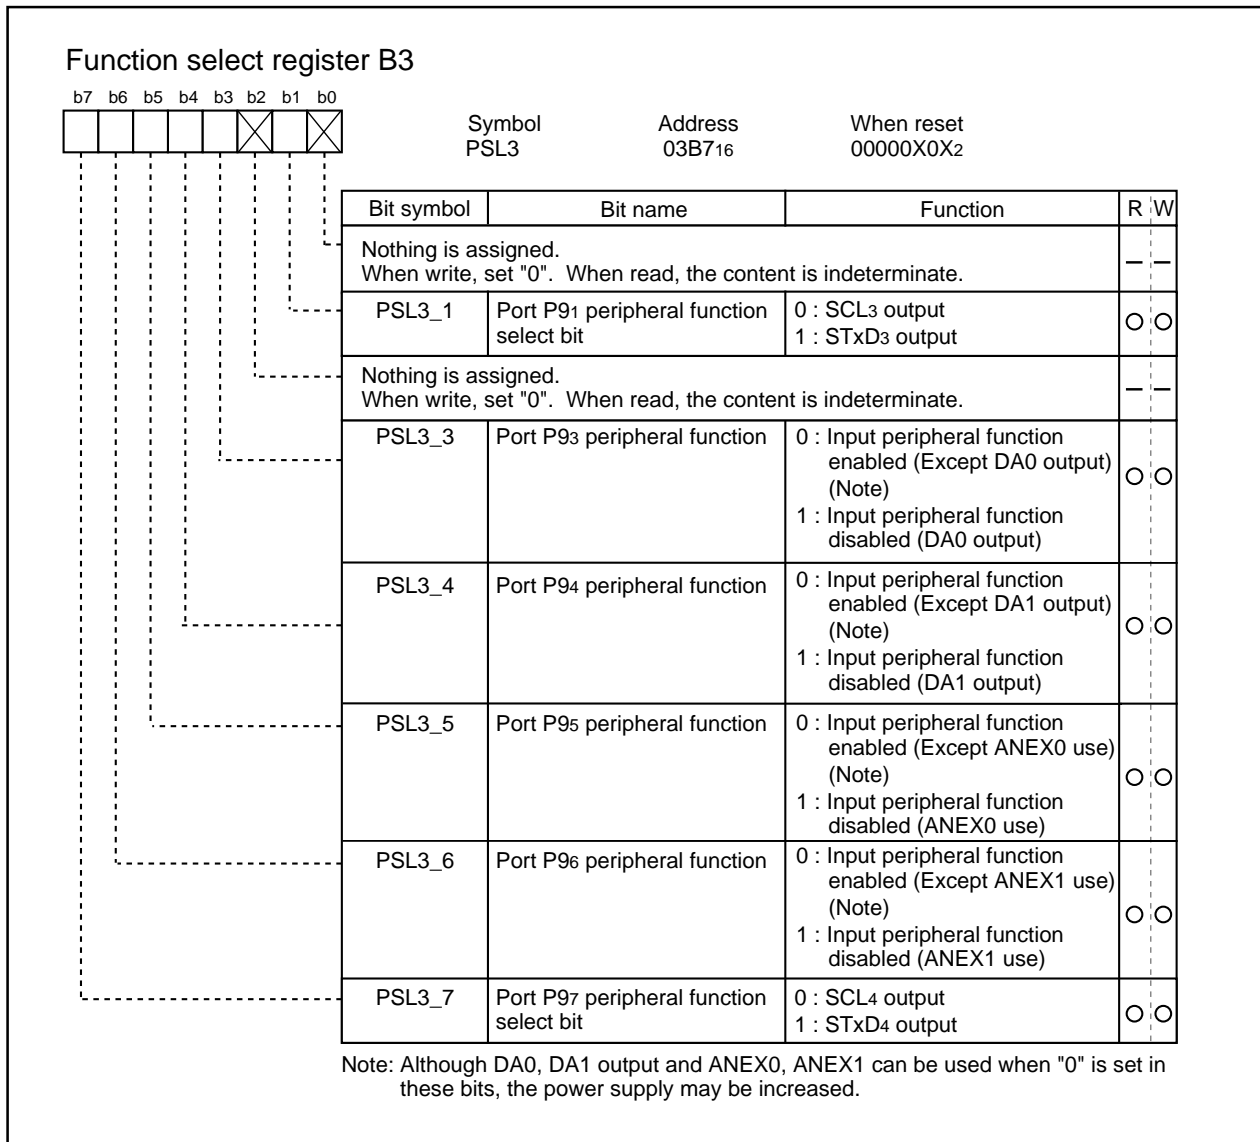 Function select register B3
b7 b6 b5 b4 b3 b2 b1 b0
Symbol Address When reset
PSL3 03B716 00000X0X2
Bit symbol Bit name Function R W
Nothing is assigned.
When write, set "0". When read, the content is indeterminate.
PSL3_1 Port P91 peripheral function 0 : SCL3 output
select bit 1 : STxD3 output
Nothing is assigned.
When write, set "0". When read, the content is indeterminate.
PSL3_3 Port P93 peripheral function 0 : Input peripheral function
enabled (Except DA0 output)
(Note)
1 : Input peripheral function
disabled (DA0 output)
PSL3_4 Port P94 peripheral function 0 : Input peripheral function
enabled (Except DA1 output)
(Note)
1 : Input peripheral function
disabled (DA1 output)
PSL3_5 Port P95 peripheral function 0 : Input peripheral function
enabled (Except ANEX0 use)
(Note)
1 : Input peripheral function
disabled (ANEX0 use)
PSL3_6 Port P96 peripheral function 0 : Input peripheral function
enabled (Except ANEX1 use)
(Note)
1 : Input peripheral function
disabled (ANEX1 use)
PSL3_7 Port P97 peripheral function 0 : SCL4 output
select bit 1 : STxD4 output
Note: Although DA0, DA1 output and ANEX0, ANEX1 can be used when "0" is set in
these bits, the power supply may be increased.